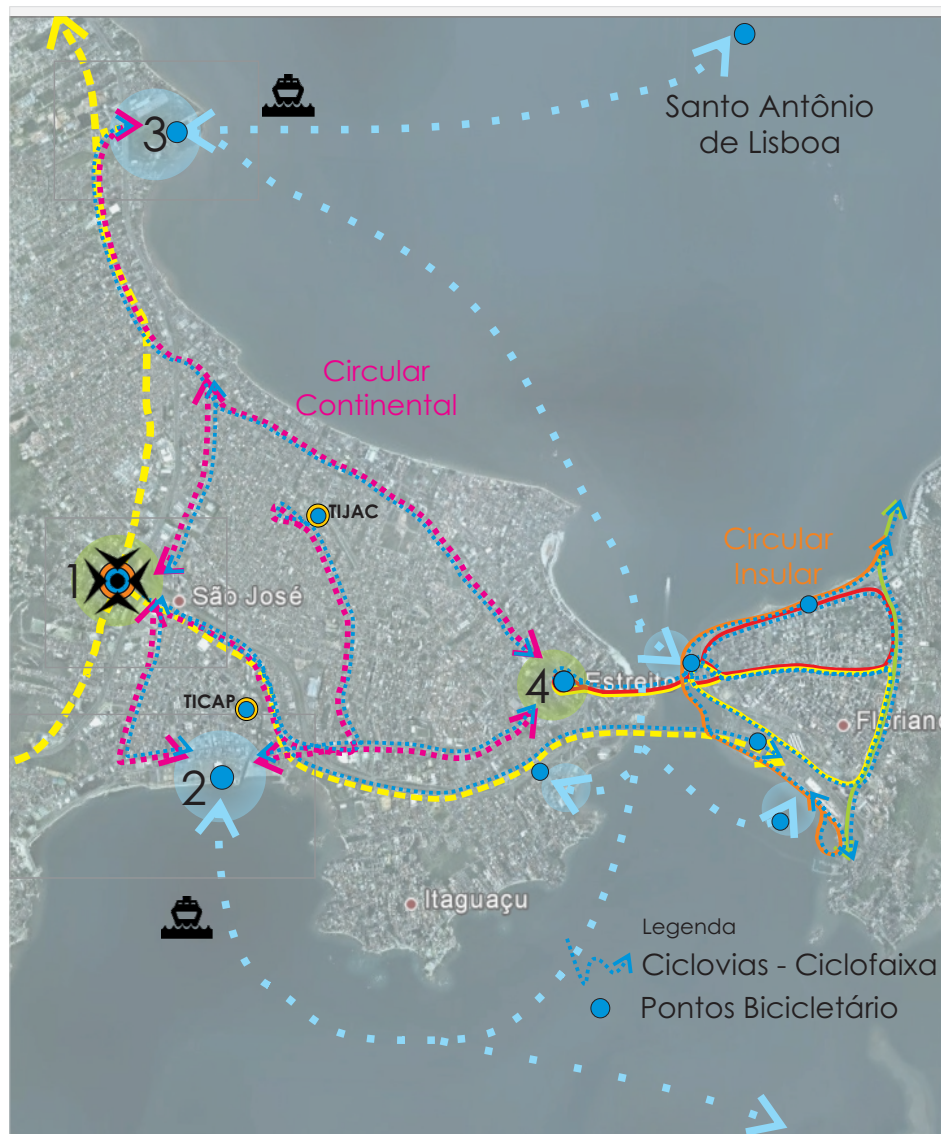 3
Santo Antônio
de Lisboa
Circular
Continental
TIJAC
Circular
Insular
1
São José
4
Estreito
TICAP
Florian
2
Itaguaçu
Legenda
Ciclovias - Ciclofaixa
Pontos Bicicletário